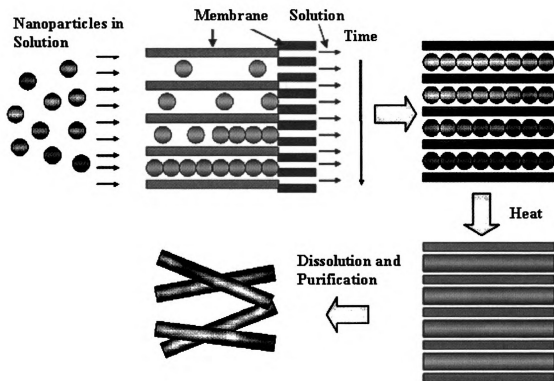 Nanoparticles in
Solution
Membrane
Solution
Time
Heat
Dissolution and
Purification